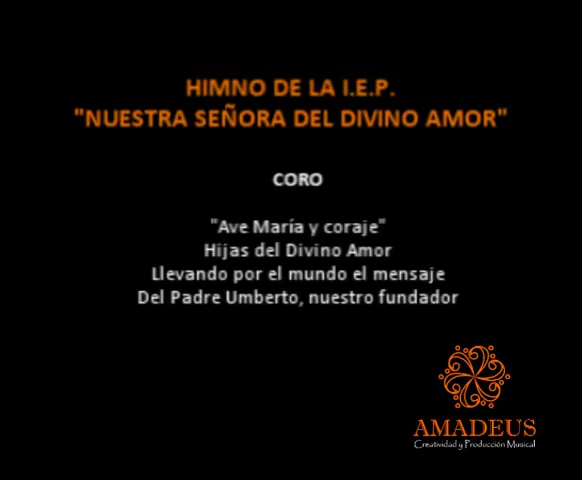 HIMNO DE LA I.E.P.
"NUESTRA SEÑORA DEL DIVINO AMOR"
CORO
"Ave María y coraje"
Hijas del Divino Amor
Llevando por el mundo el mensaje
Del Padre Umberto, nuestro fundador
AMADEUS
Creatividad y Producción Musical